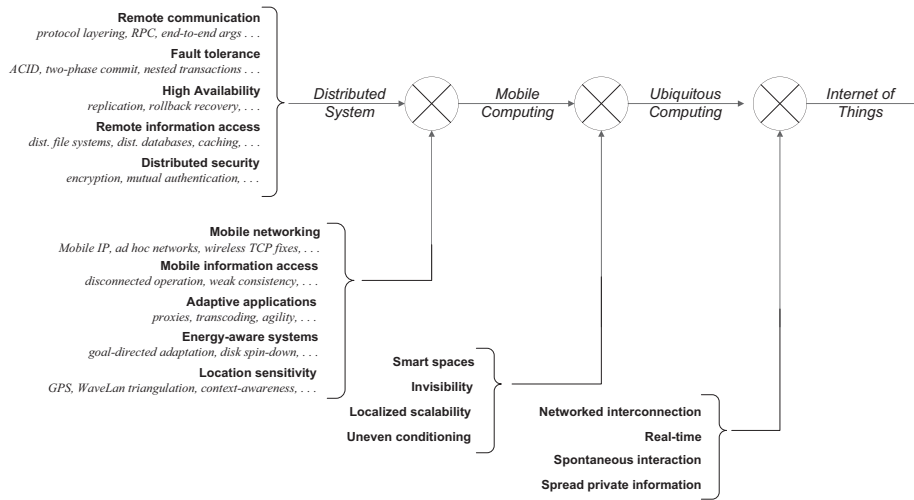 Remote communication
protocol layering, RPC, end-to-end args . . .
Fault tolerance
ACID, two-phase commit, nested transactions . . .
High Availability
replication, rollback recovery, . . .
Remote information access
dist. file systems, dist. databases, caching, . . .
Distributed security
encryption, mutual authentication, . . .
Distributed
System
Mobile
Computing
Ubiquitous
Computing
Internet of
Things
Mobile networking
Mobile IP, ad hoc networks, wireless TCP fixes, . . .
Mobile information access
disconnected operation, weak consistency, . . .
Adaptive applications
proxies, transcoding, agility, . . .
Energy-aware systems
goal-directed adaptation, disk spin-down, . . .
Location sensitivity
GPS, WaveLan triangulation, context-awareness, . . .
Smart spaces
Invisibility
Localized scalability
Uneven conditioning
Networked interconnection
Real-time
Spontaneous interaction
Spread private information